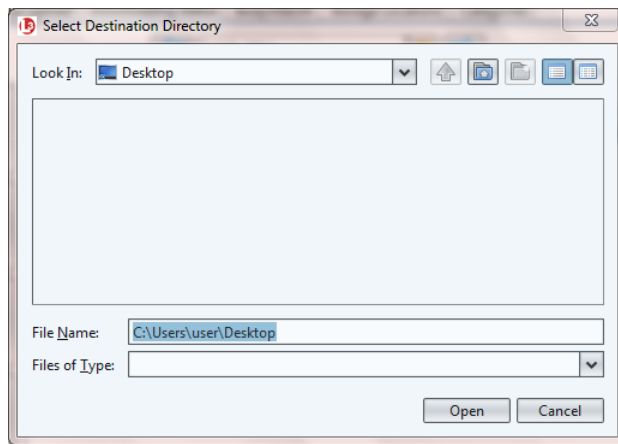 Select Destination Directory
Look In: Desktop
File Name: C:\Users\user\Desktop
Files of Type:
Open Cancel